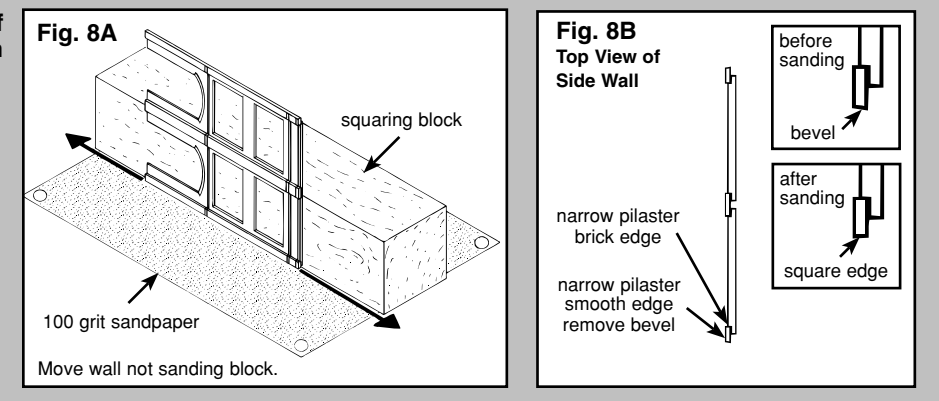 f
Fig. 8A
squaring block
100 grit sandpaper
Move wall not sanding block.
Fig. 8B
Top View of
Side Wall
narrow pilaster
brick edge
narrow pilaster
smooth edge
remove bevel
before
sanding
bevel
after
sanding
square edge